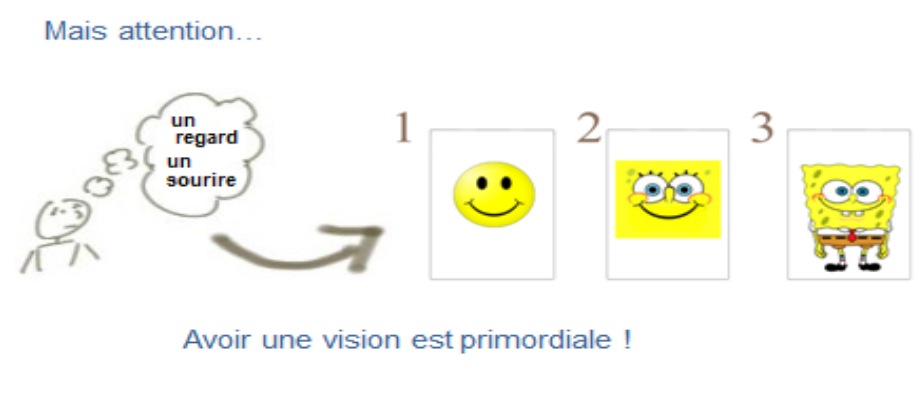 Mais attention…
un
regard
un
sourire
1
2
3
Avoir une vision est primordiale !